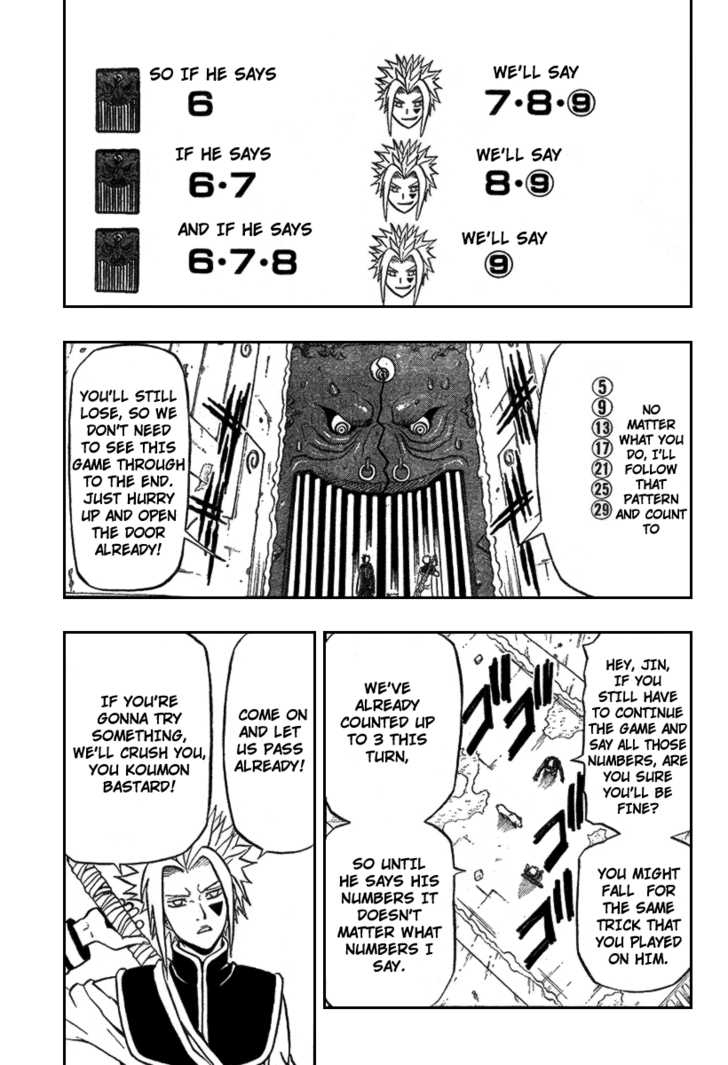 SO IF HE SAYS
6
WE'LL SAY
7•8•⑨
IF HE SAYS
6•7
WE'LL SAY
8•⑨
AND IF HE SAYS
6•7•8
WE'LL SAY
⑨
NO
MATTER
WHAT YOU
DO, I'LL
FOLLOW
THAT
PATTERN
AND COUNT
TO
⑤
⑨
⑬
⑰
㉑
㉕
㉙
YOU'LL STILL
LOSE, SO WE
DON'T NEED
TO SEE THIS
GAME THROUGH
TO THE END.
JUST HURRY
UP AND OPEN
THE DOOR
ALREADY!
HEY, JIN,
IF YOU
STILL HAVE
TO CONTINUE
THE GAME AND
SAY ALL THOSE
NUMBERS, ARE
YOU SURE
YOU'LL BE
FINE?
YOU MIGHT
FALL FOR
THE SAME
TRICK THAT
YOU PLAYED
ON HIM.
ゴゴゴゴ
WE'VE
ALREADY
COUNTED UP
TO 3 THIS
TURN,
SO UNTIL
HE SAYS HIS
NUMBERS IT
DOESN'T
MATTER WHAT
NUMBERS I
SAY.
COME ON
AND LET
US PASS
ALREADY!
IF YOU'RE
GONNA TRY
SOMETHING,
WE'LL CRUSH YOU,
YOU KOUMON
BASTARD!